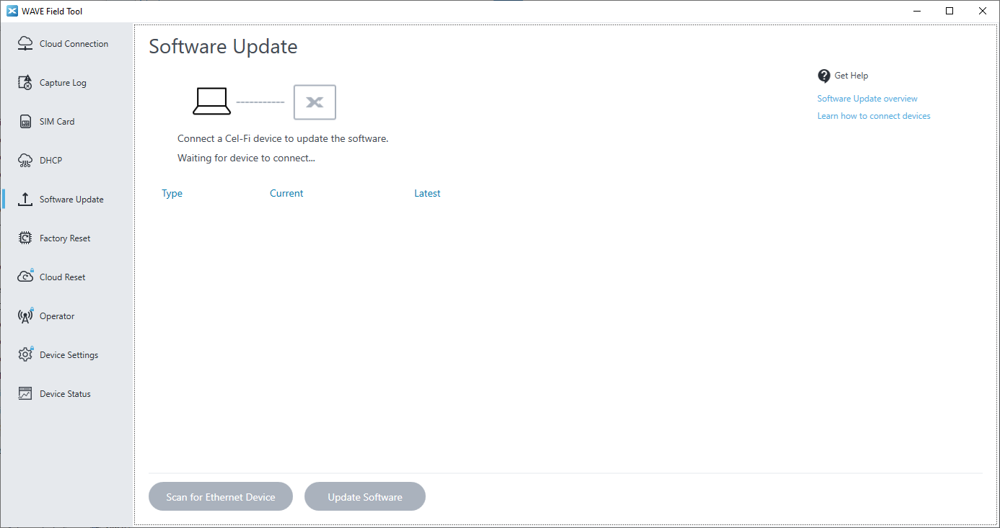 WAVE Field Tool
Cloud Connection
Capture Log
SIM Card
DHCP
Software Update
Factory Reset
Cloud Reset
Operator
Device Settings
Device Status
Software Update
Connect a Cel-Fi device to update the software.
Waiting for device to connect...
Type Current Latest
Get Help
Software Update overview
Learn how to connect devices
Scan for Ethernet Device Update Software